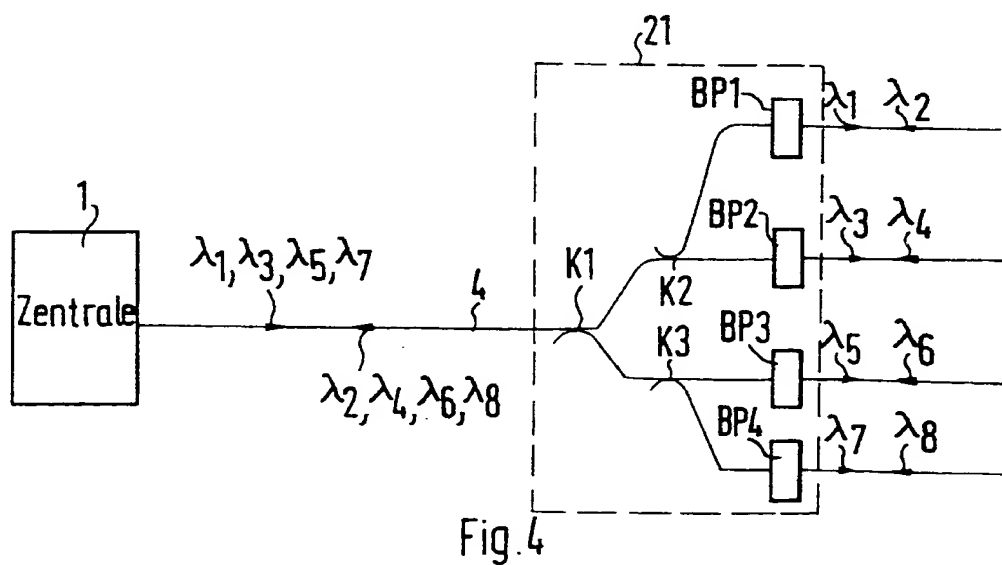 21
BP1
λ1
λ2
1
BP2
λ3
λ4
λ1, λ3, λ5, λ7
4
K1
K2
Zentrale
K3
BP3
λ5
λ6
λ2, λ4, λ6, λ8
BP4
λ7
λ8
Fig.4